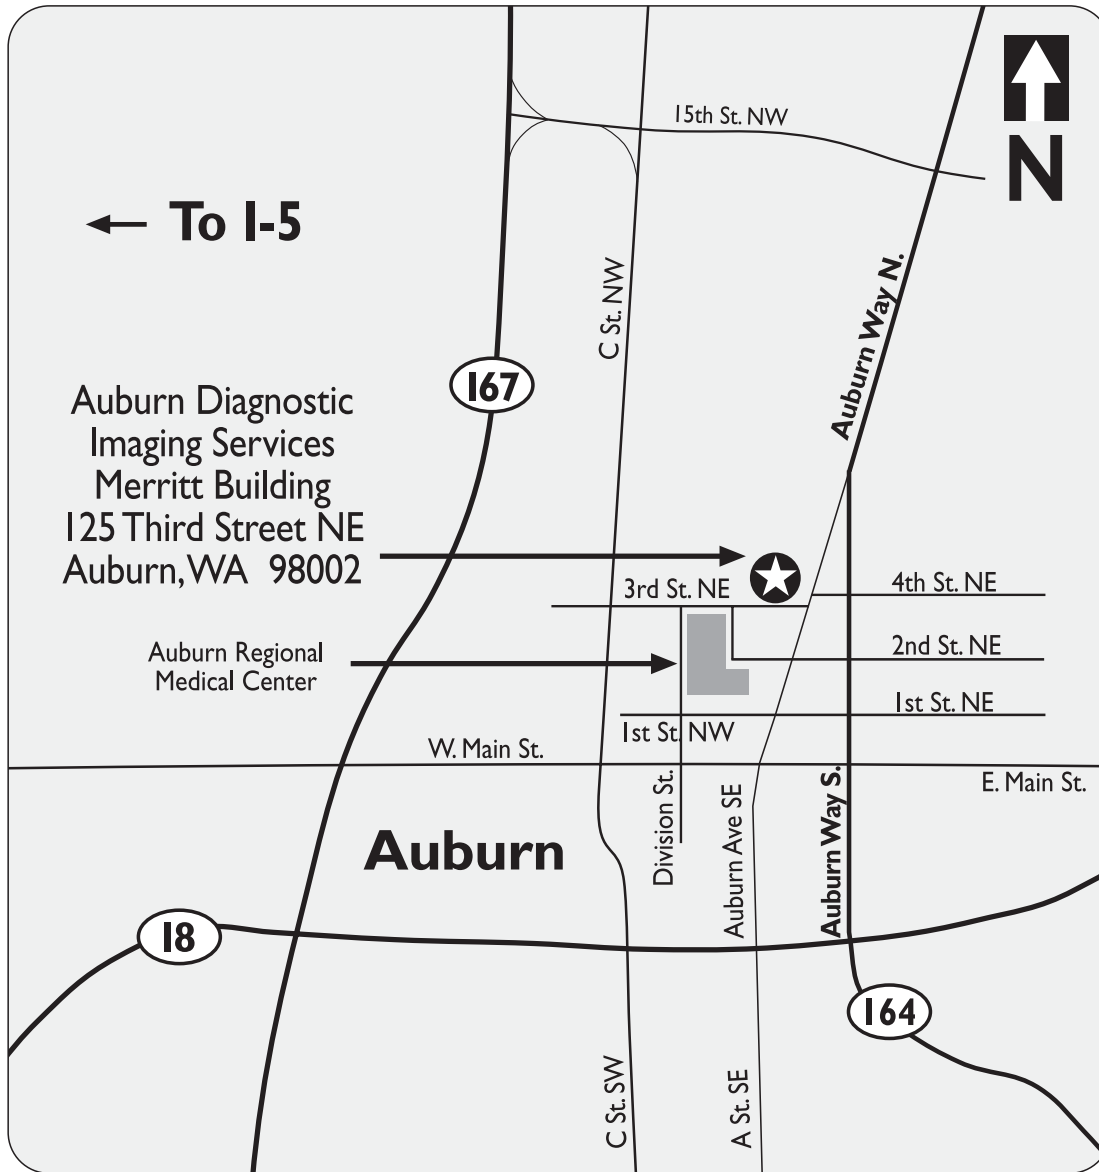 15th St. NW
N
To I-5
C St. NW
Auburn Way N.
167
Auburn Diagnostic
Imaging Services
Merritt Building
125 Third Street NE
Auburn, WA 98002
3rd St. NE
4th St. NE
Auburn Regional
Medical Center
2nd St. NE
1st St. NE
1st St. NW
W. Main St.
E. Main St.
Division St.
Auburn Ave SE
Auburn Way S.
Auburn
18
164
C St. SW
A St. SE